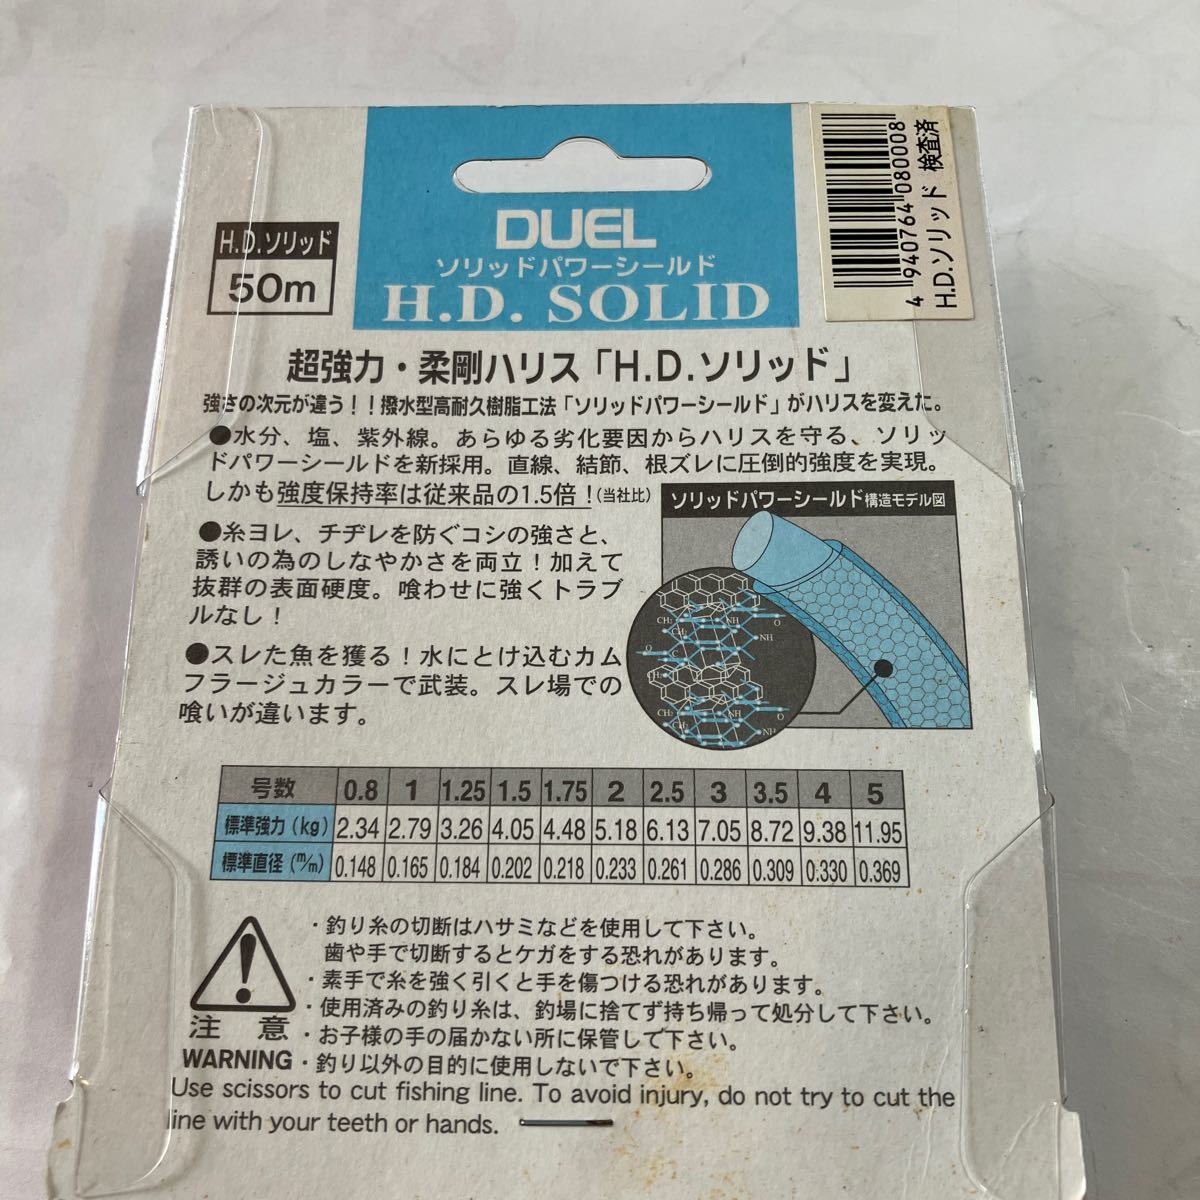 H.D.ソリッド
50m
DUEL
ソリッドパワーシールド
H.D. SOLID
4 940764 080008
H.D.ソリッド 検査済
超強力・柔剛ハリス「H.D.ソリッド」
強さの次元が違う!!撥水型高耐久樹脂工法「ソリッドパワーシールド」がハリスを変えた。
●水分、塩、紫外線。あらゆる劣化要因からハリスを守る、ソリッ
ドパワーシールドを新採用。直線、結節、根ズレに圧倒的強度を実現。
しかも強度保持率は従来品の1.5倍!(当社比)
●糸ヨレ、チヂレを防ぐコシの強さと、
誘いの為のしなやかさを両立!加えて
抜群の表面硬度。喰わせに強くトラブ
ルなし!
●スレた魚を獲る!水にとけ込むカム
フラージュカラーで武装。スレ場での
喰いが違います。
ソリッドパワーシールド構造モデル図
CH2 NH O
CH2 NH
O C
H2
CH2 NH O
CH2 NH
号数 0.8 1 1.25 1.5 1.75 2 2.5 3 3.5 4 5
標準強力(kg) 2.34 2.79 3.26 4.05 4.48 5.18 6.13 7.05 8.72 9.38 11.95
標準直径(m/m) 0.148 0.165 0.184 0.202 0.218 0.233 0.261 0.286 0.309 0.330 0.369
注意
WARNING
・釣り糸の切断はハサミなどを使用して下さい。
歯や手で切断するとケガをする恐れがあります。
・素手で糸を強く引くと手を傷つける恐れがあります。
・使用済みの釣り糸は、釣場に捨てず持ち帰って処分して下さい。
・お子様の手の届かない所に保管して下さい。
・釣り以外の目的に使用しないで下さい。
Use scissors to cut fishing line. To avoid injury, do not try to cut the
line with your teeth or hands.